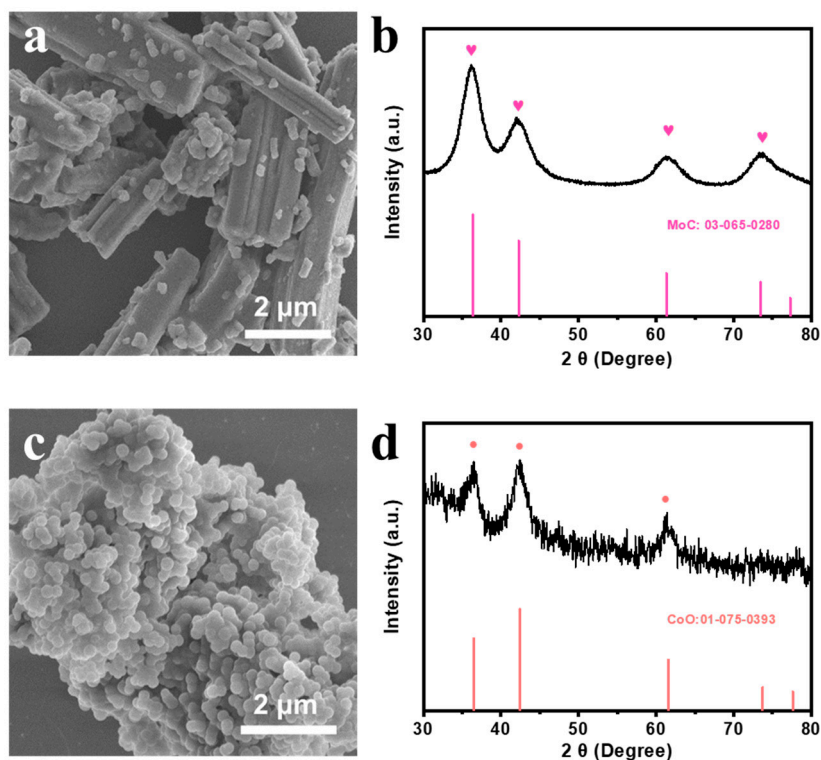 a
2 μm
b
Intensity (a.u.)
MoC: 03-065-0280
30 40 50 60 70 80
2 θ (Degree)
c
2 μm
d
Intensity (a.u.)
CoO:01-075-0393
30 40 50 60 70 80
2 θ (Degree)